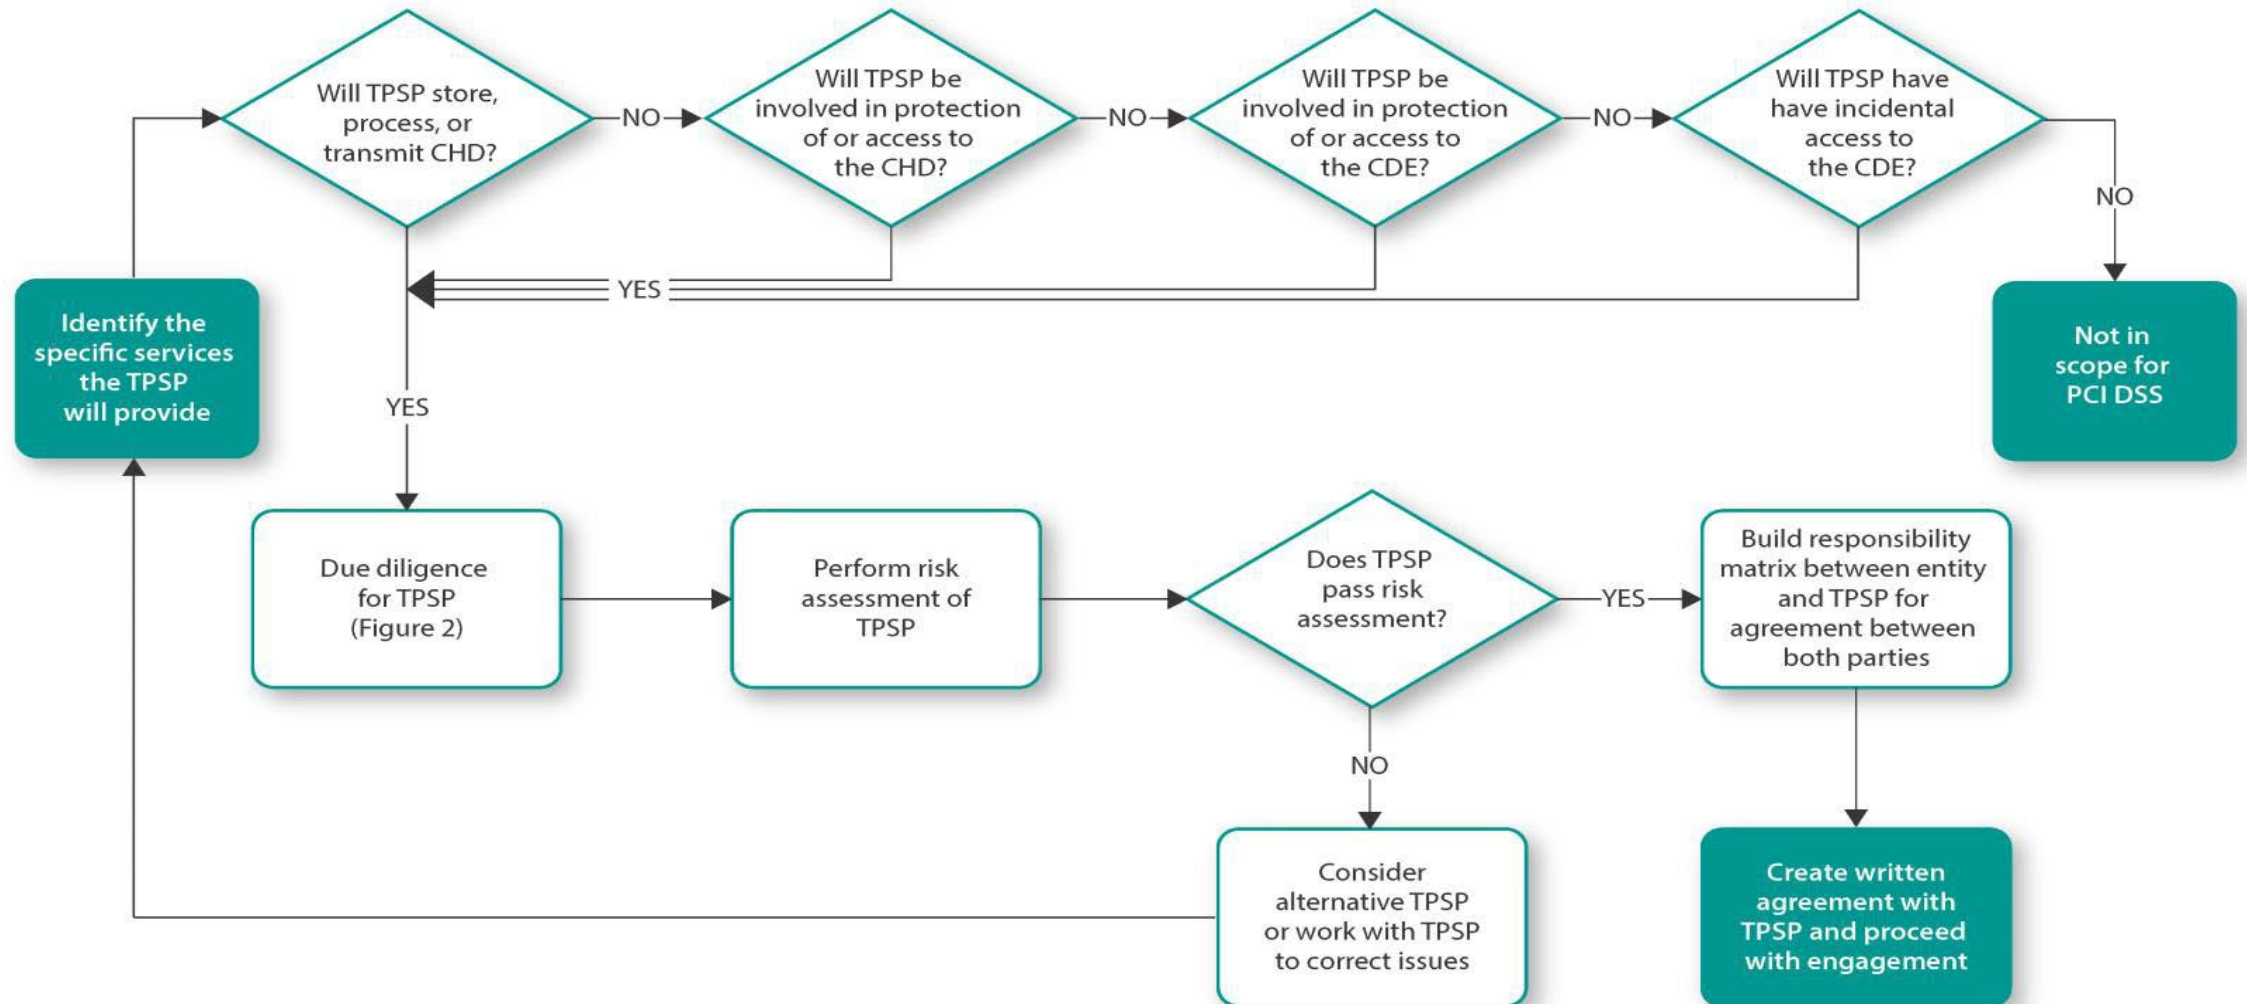 Will TPSP store,
process, or
transmit CHD?
NO
Will TPSP be
involved in protection
of or access to
the CHD?
NO
Will TPSP be
involved in protection
of or access to
the CDE?
NO
Will TPSP have
have incidental
access to
the CDE?
NO
YES
Identify the
specific services
the TPSP
will provide
Not in
scope for
PCI DSS
YES
Due diligence
for TPSP
(Figure 2)
Perform risk
assessment of
TPSP
Does TPSP
pass risk
assessment?
YES
Build responsibility
matrix between entity
and TPSP for
agreement between
both parties
NO
Consider
alternative TPSP
or work with TPSP
to correct issues
Create written
agreement with
TPSP and proceed
with engagement